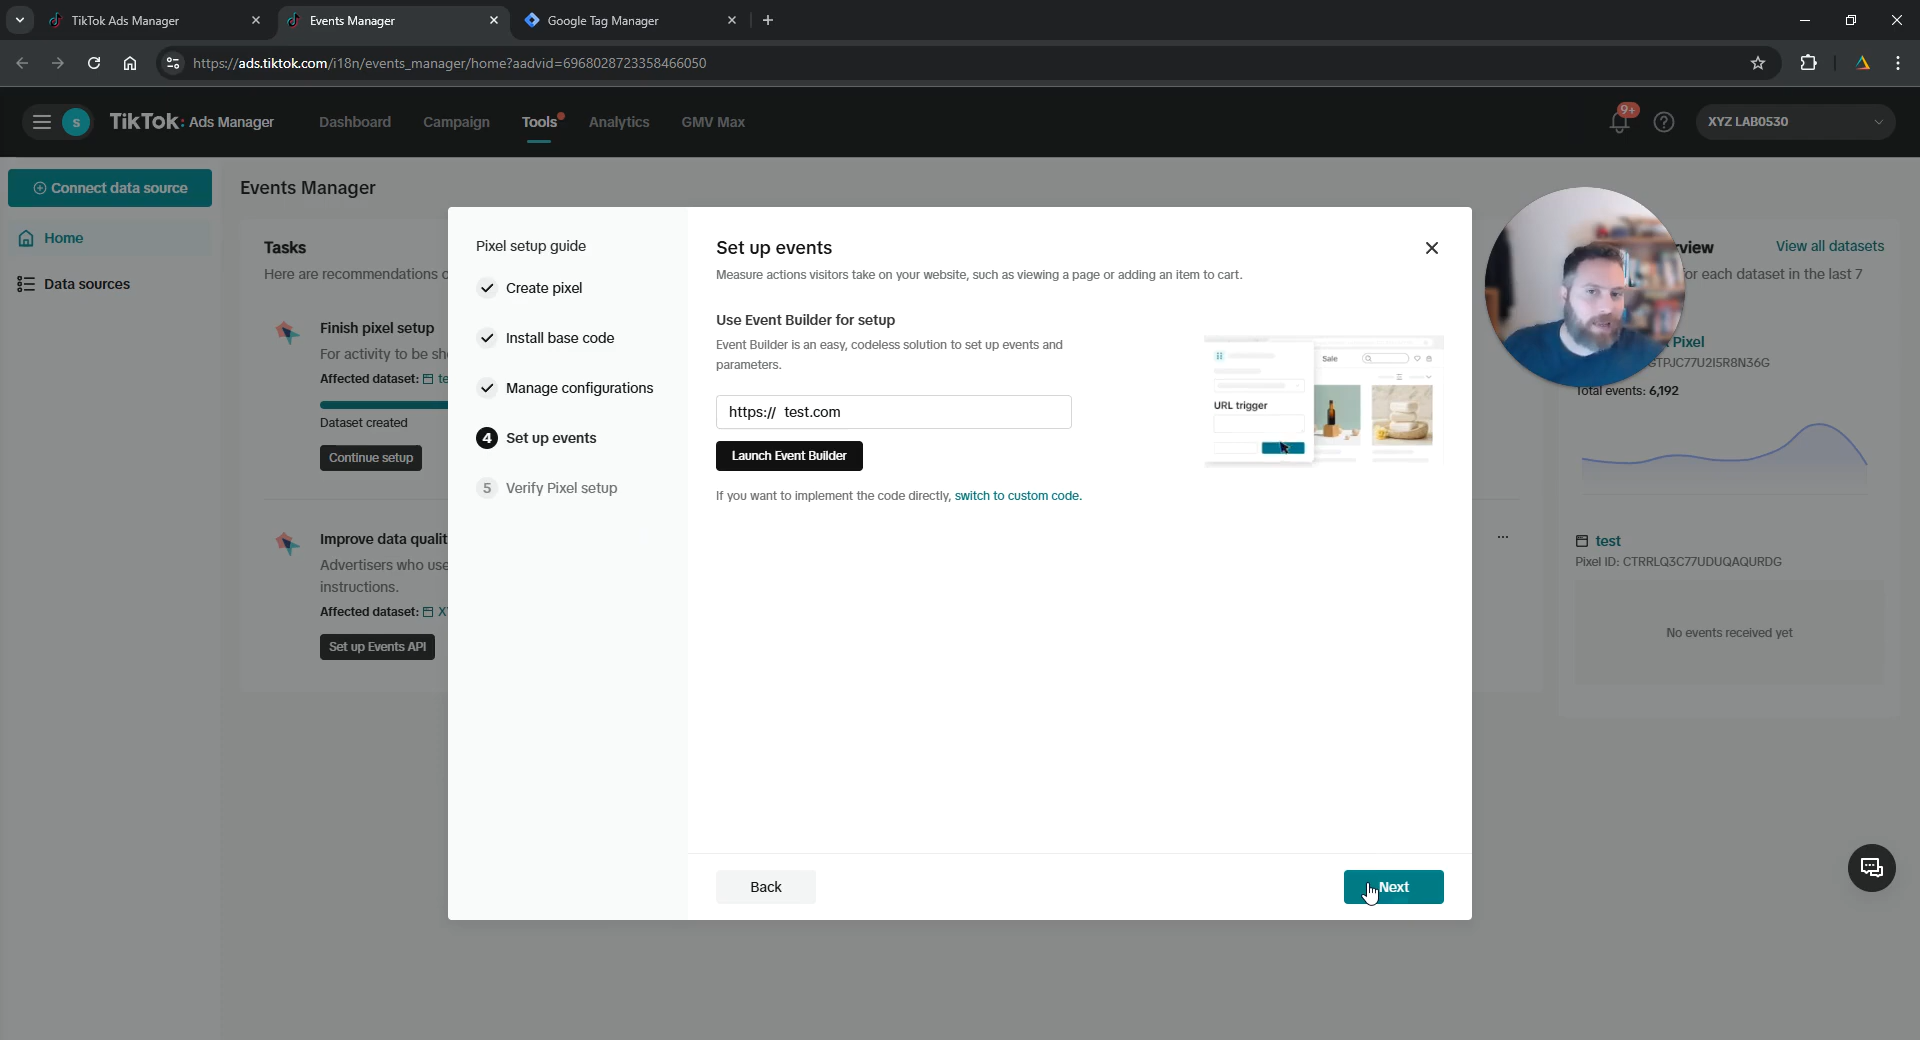 TikTok Ads Manager
Events Manager
Google Tag Manager
https://ads.tiktok.com/i18n/events_manager/home?aadvid=6968028723358466050
S
TikTok: Ads Manager
Dashboard
Campaign
Tools
Analytics
GMV Max
9+
XYZ LAB0530
Connect data source
Home
Data sources
Events Manager
Tasks
Here are recommendations
Finish pixel setup
For activity to be
Affected dataset:
Dataset created
Continue setup
Improve data
Advertisers who use
instructions.
Affected dataset:
Set up Events API
Pixel setup guide
Create pixel
Install base code
Manage configurations
4 Set up events
5 Verify Pixel setup
Set up events
Measure actions visitors take on your website, such as viewing a page or adding an item to cart.
Use Event Builder for setup
Event Builder is an easy, codeless solution to set up events and
parameters.
https:// test.com
Launch Event Builder
If you want to implement the code directly, switch to custom code.
Sale
URL trigger
Back
Next
View all datasets
for each dataset in the last 7
Pixel
Total events: 6,192
test
Pixel ID: CTRRLQ3C77UDUQAQURDG
No events received yet